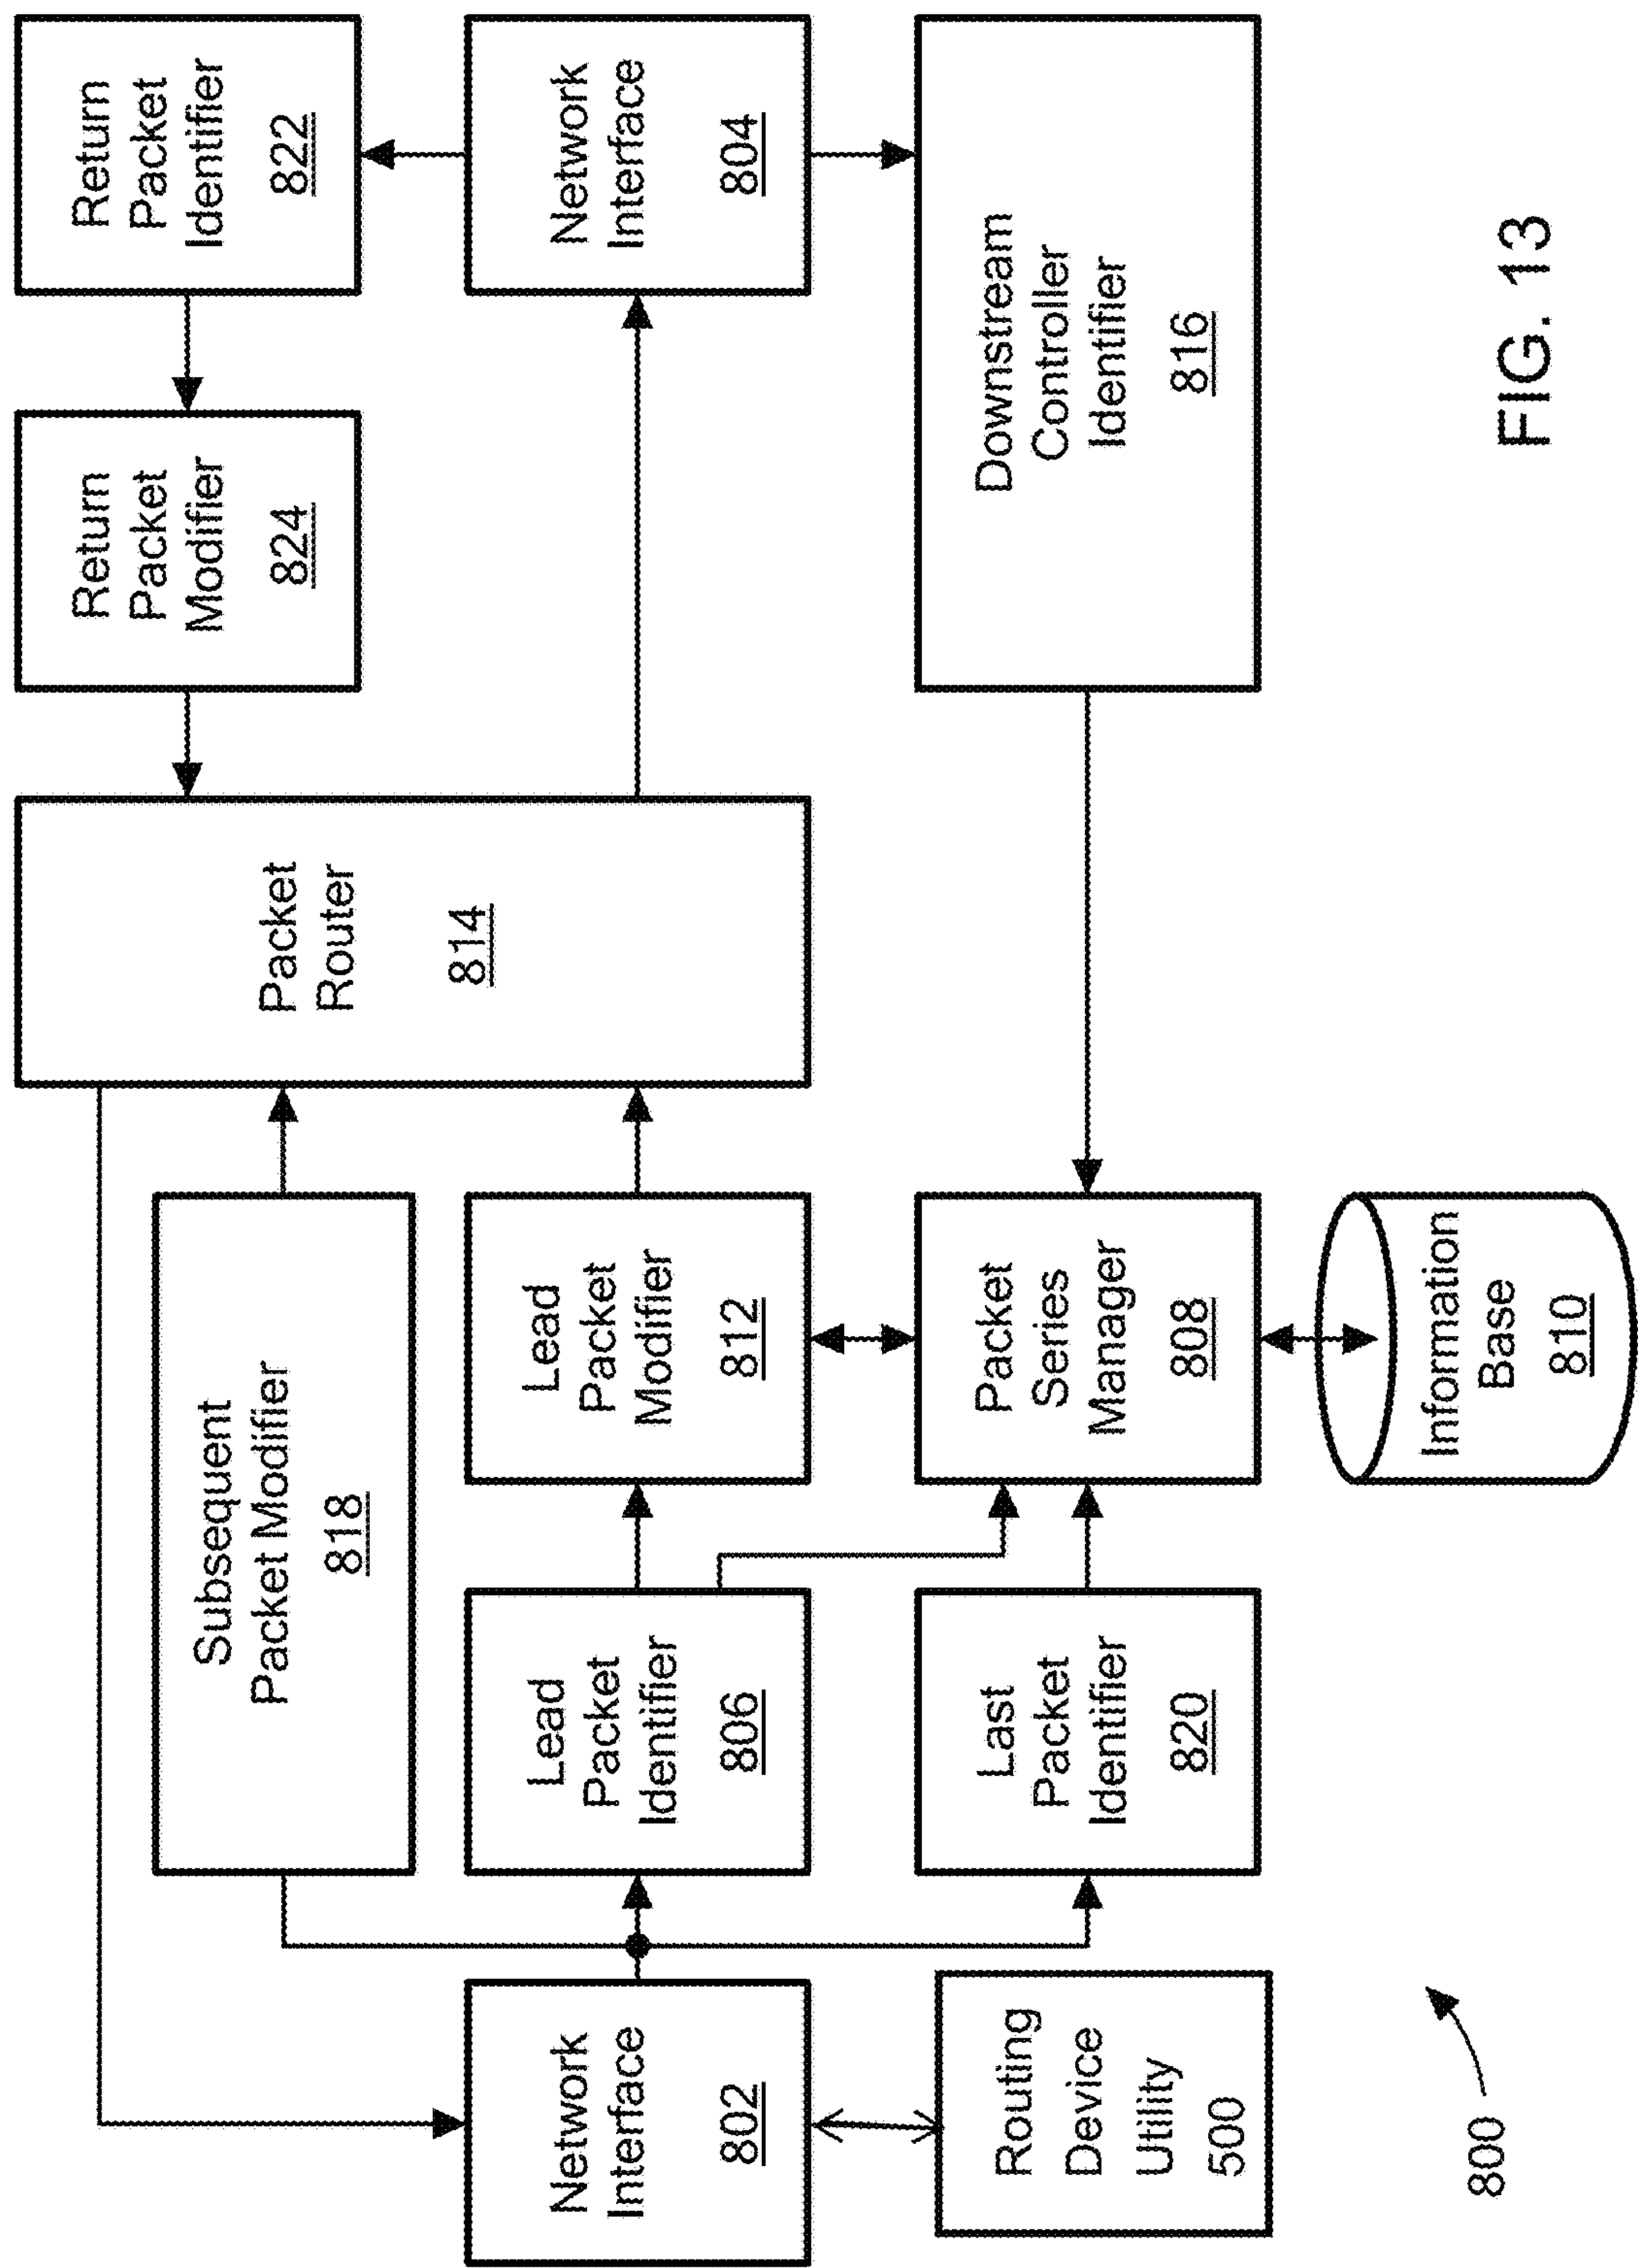 Return
Packet
Identifier
822
Return
Packet
Modifier
824
Network
Interface
804
Packet
Router
814
Downstream
Controller
Identifier
816
Subsequent
Packet Modifier
818
Lead
Packet
Modifier
812
Packet
Series
Manager
808
Information
Base
810
Lead
Packet
Identifier
806
Last
Packet
Identifier
820
Network
Interface
802
Routing
Device
Utility
500
800
FIG. 13